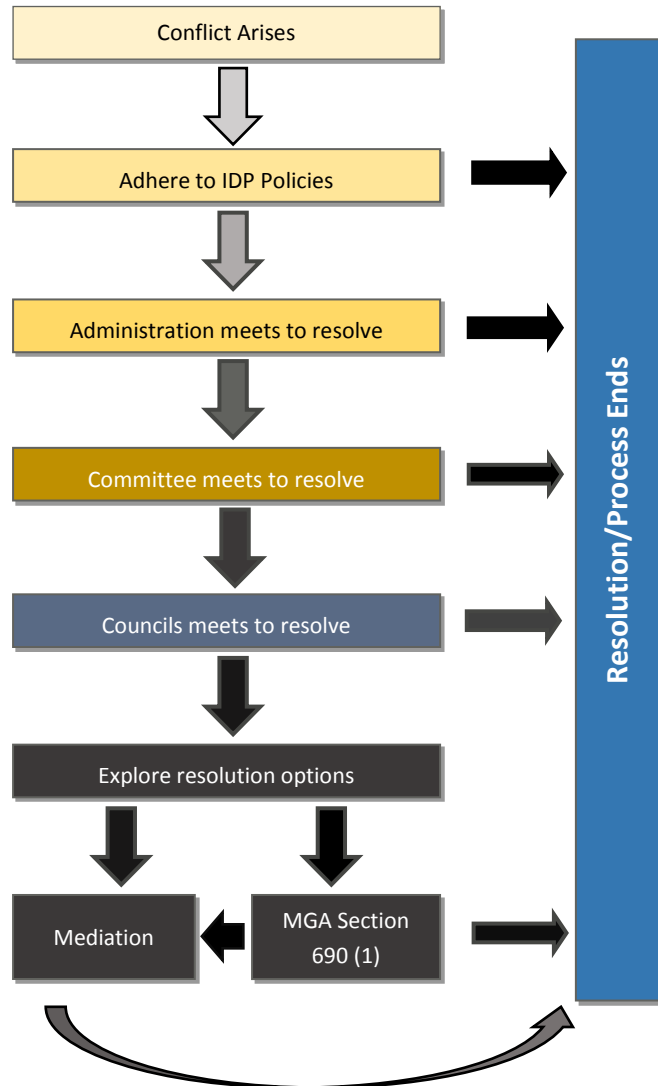 Conflict Arises
Adhere to IDP Policies
Administration meets to resolve
Committee meets to resolve
Councils meets to resolve
Explore resolution options
Mediation
MGA Section
690 (1)
Resolution/Process Ends